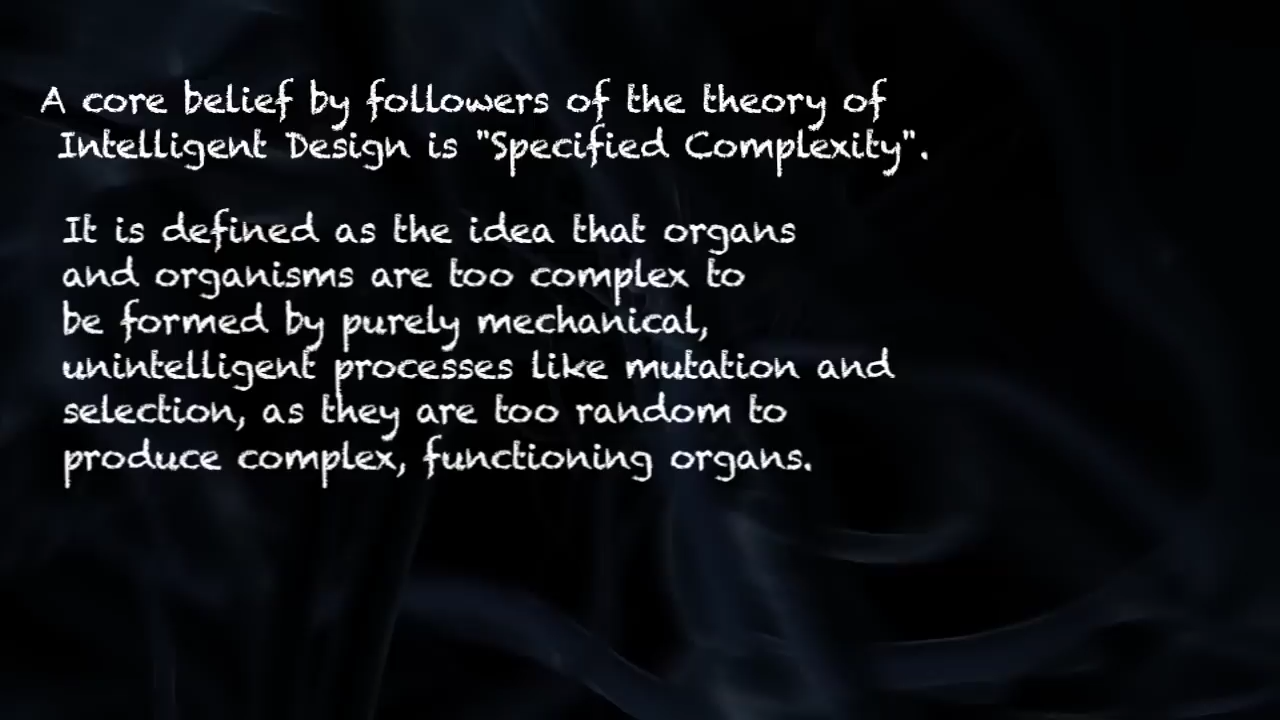 A core belief by followers of the theory of
Intelligent Design is "Specified Complexity".
It is defined as the idea that organs
and organisms are too complex to
be formed by purely mechanical,
unintelligent processes like mutation and
selection, as they are too random to
produce complex, functioning organs.